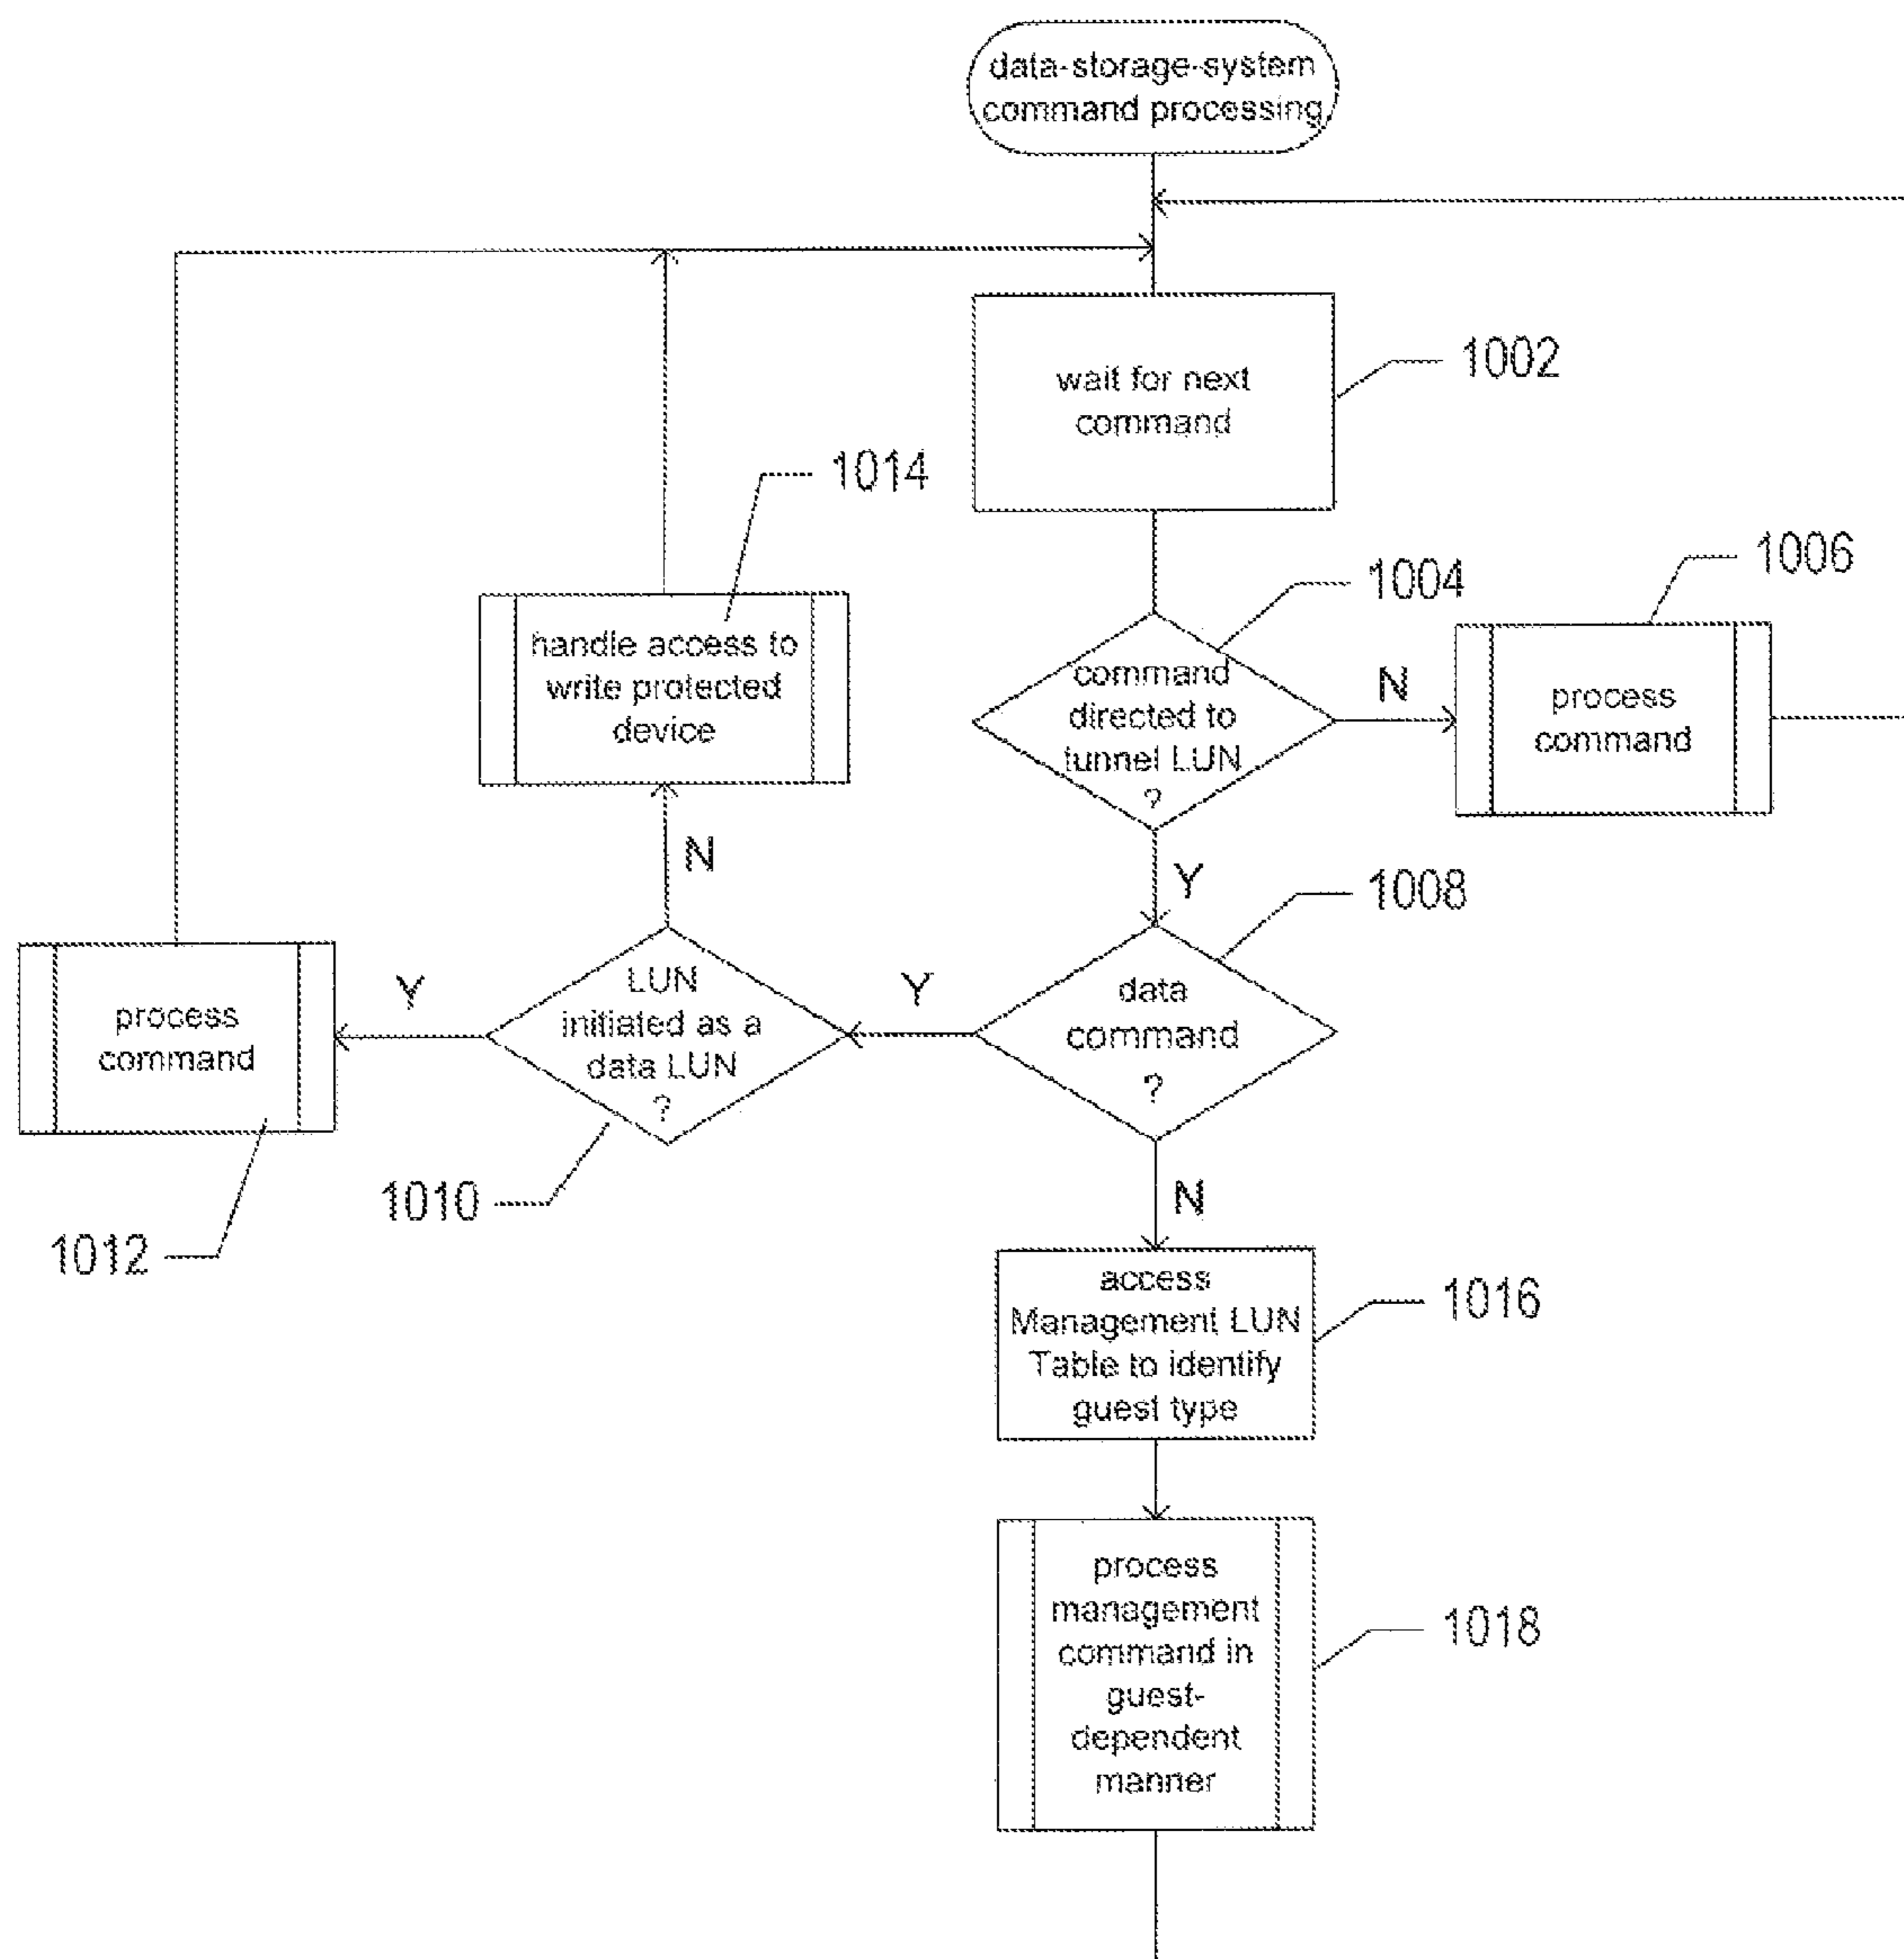 data-storage-system
command processing
wait for next
command
1002
1014
handle access to
write protected
device
1004
command
directed to
tunnel LUN
?
N
1006
process
command
Y
1008
data
command
?
Y
N
LUN
initiated as a
data LUN
?
1010
Y
process
command
1012
N
access
Management LUN
Table to identify
guest type
1016
process
management
command in
guest-
dependent
manner
1018